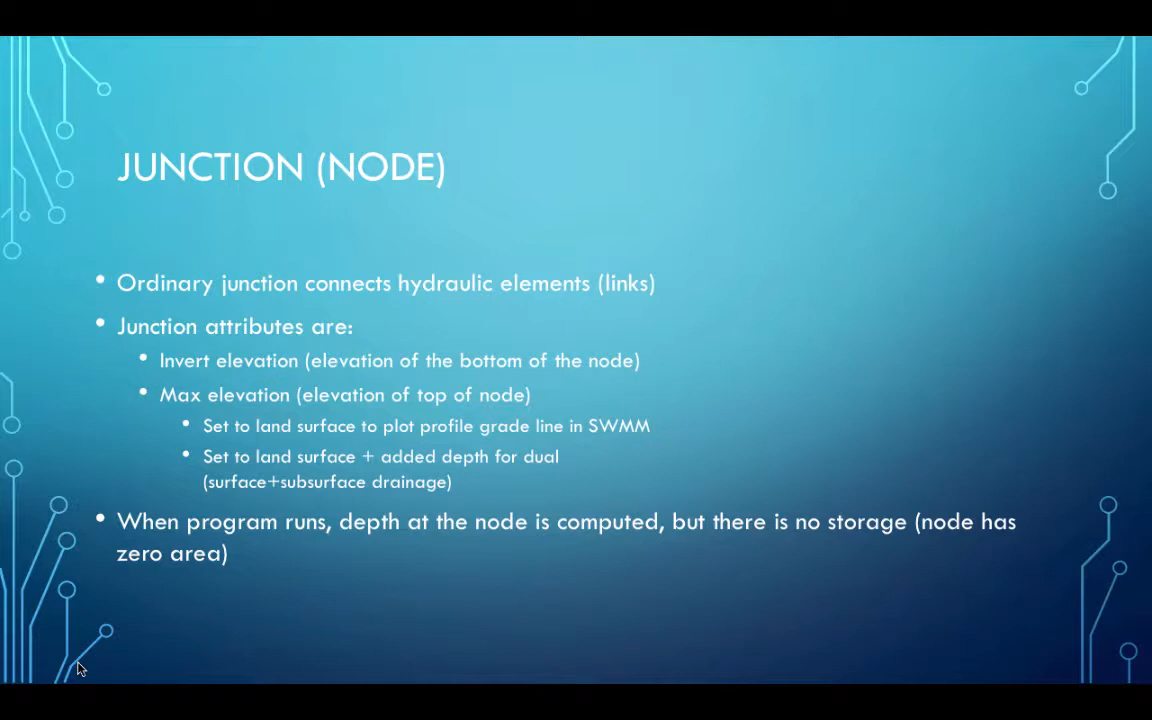 JUNCTION (NODE)
• Ordinary junction connects hydraulic elements (links)
• Junction attributes are:
• Invert elevation (elevation of the bottom of the node)
• Max elevation (elevation of top of node)
• Set to land surface to plot profile grade line in SWMM
• Set to land surface + added depth for dual
(surface+subsurface drainage)
• When program runs, depth at the node is computed, but there is no storage (node has
zero area)